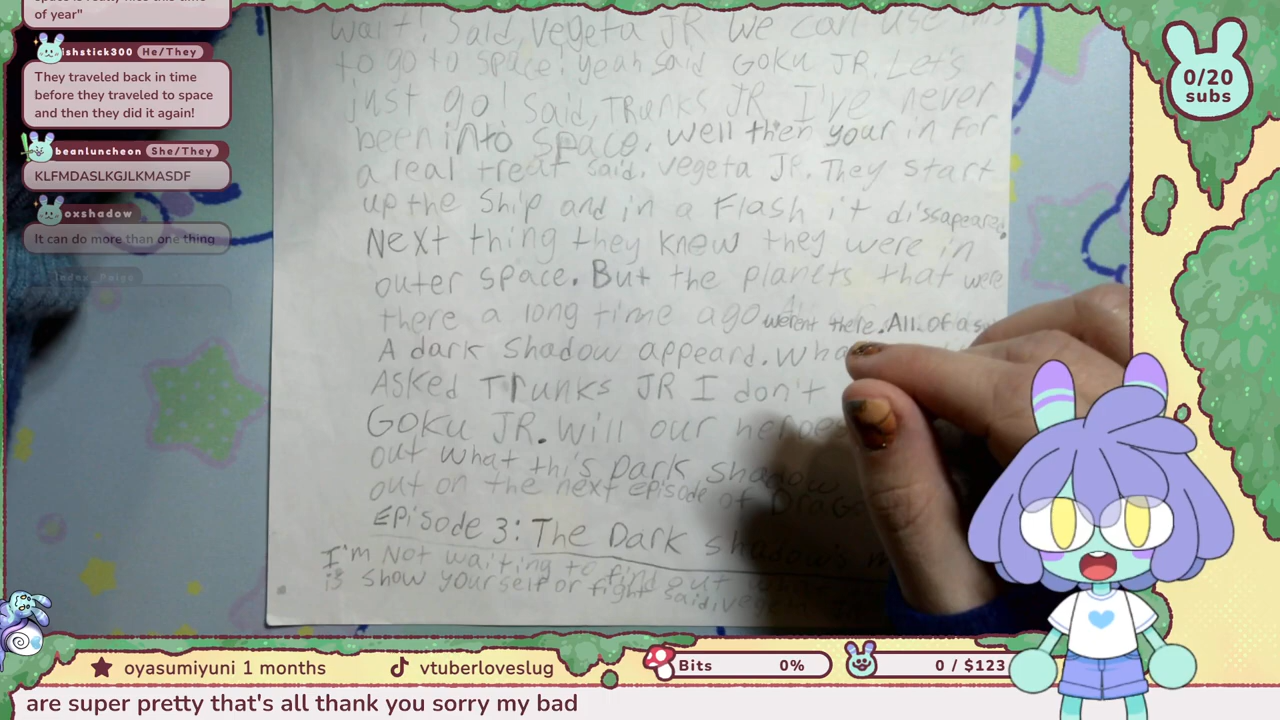 of year"
ishstick300 He/They
They traveled back in time
before they traveled to space
and then they did it again!
beanluncheon She/They
KLFMDASLKGJLKMASDF
oxshadow
It can do more than one thing
wait! Said, Vegeta JR We can use this
to go to space! yeah said GOKU JR. Let's
just go! Said, TRunks JR I've never
been into space. Well then your in For
a real treat said. Vegeta JR. They start
up the Ship and in a Flash it dissapeared.
Next thing they knew they were in
outer space. But the planets that were
there a long time ago werent there. All of a
A dark Shadow appeard.
Asked Trunks JR I don't
GOKU JR. Will our heroes
out what this Dark Shadow
out on the next episode of
EPisode 3: The Dark
I'm Not waiting to find out
is show yourself or fight said,
0/20
subs
oyasumiyuni 1 months
vtuberloveslug
Bits 0%
0 / $123
are super pretty that's all thank you sorry my bad